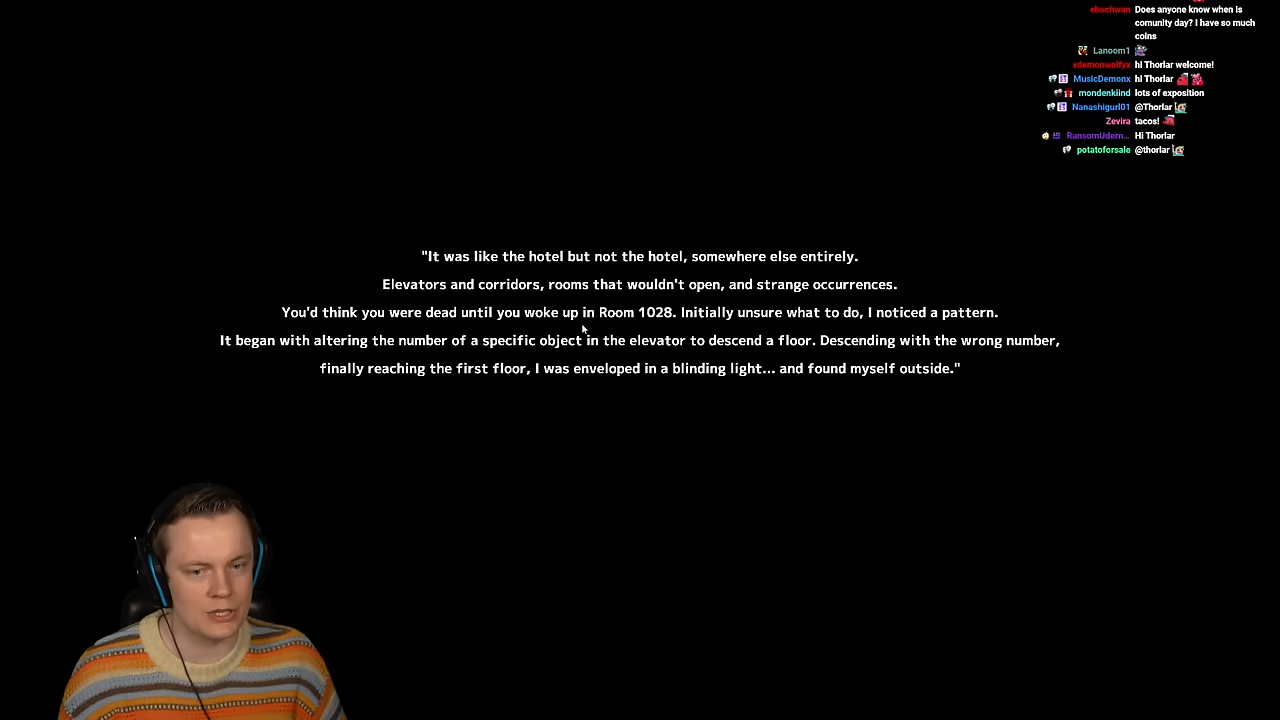 ebochwan Does anyone know when is
comunity day? I have so much
coins
Lanoom1
xdemonwolfyx hI Thorlar welcome!
MusicDemonx hI Thorlar
mondenkiind lots of exposition
Nanashigurl01 @Thorlar
Zevira tacos!
RansomUdern... Hi Thorlar
potatoforsale @thorlar
"It was like the hotel but not the hotel, somewhere else entirely.
Elevators and corridors, rooms that wouldn't open, and strange occurrences.
You'd think you were dead until you woke up in Room 1028. Initially unsure what to do, I noticed a pattern.
It began with altering the number of a specific object in the elevator to descend a floor. Descending with the wrong number,
finally reaching the first floor, I was enveloped in a blinding light... and found myself outside."